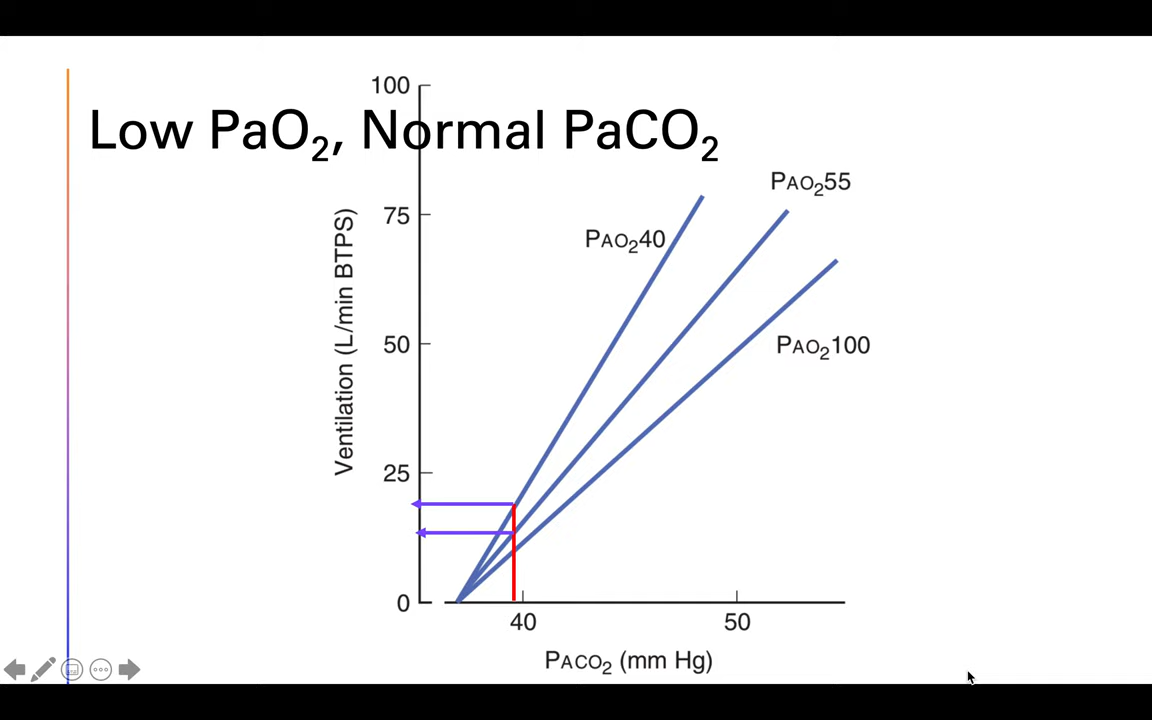 Low PaO₂, Normal PaCO₂
100
75
50
25
0
Ventilation (L/min BTPS)
PAO₂40
PAO₂55
PAO₂100
40
50
PACO₂ (mm Hg)